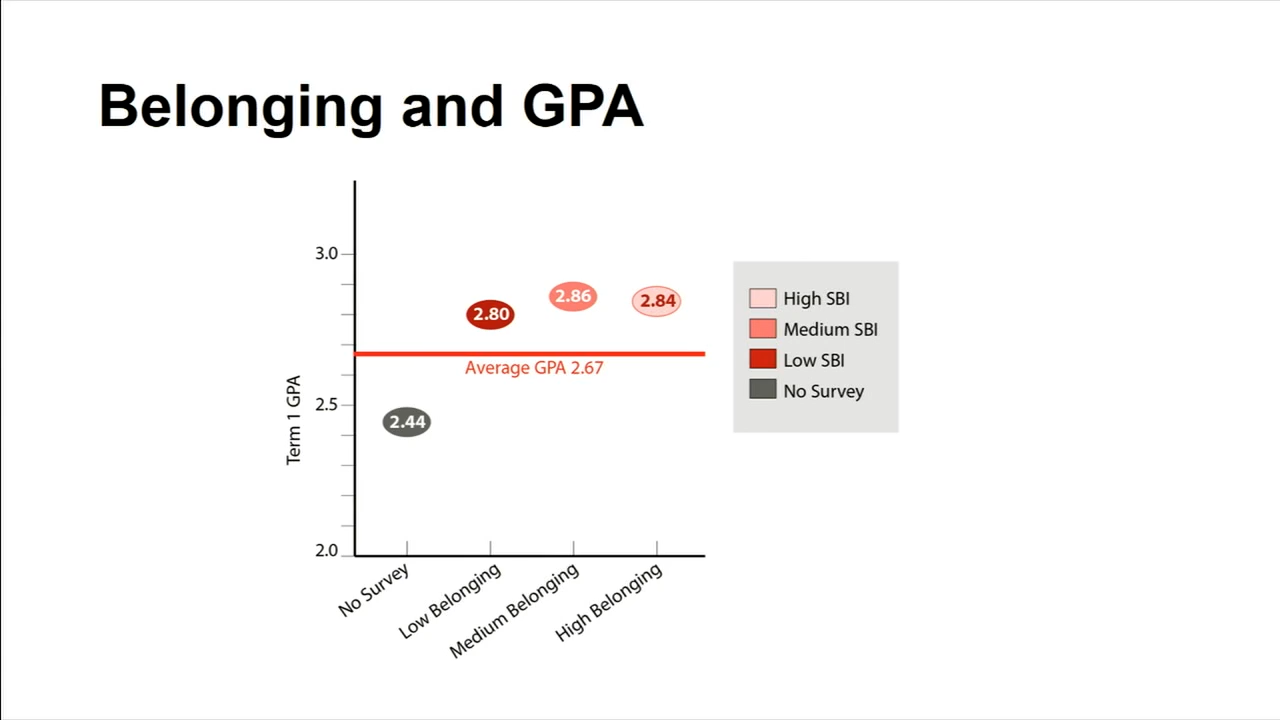 Belonging and GPA
3.0
2.5
2.0
Term 1 GPA
2.44
2.80
2.86
2.84
Average GPA 2.67
No Survey
Low Belonging
Medium Belonging
High Belonging
High SBI
Medium SBI
Low SBI
No Survey